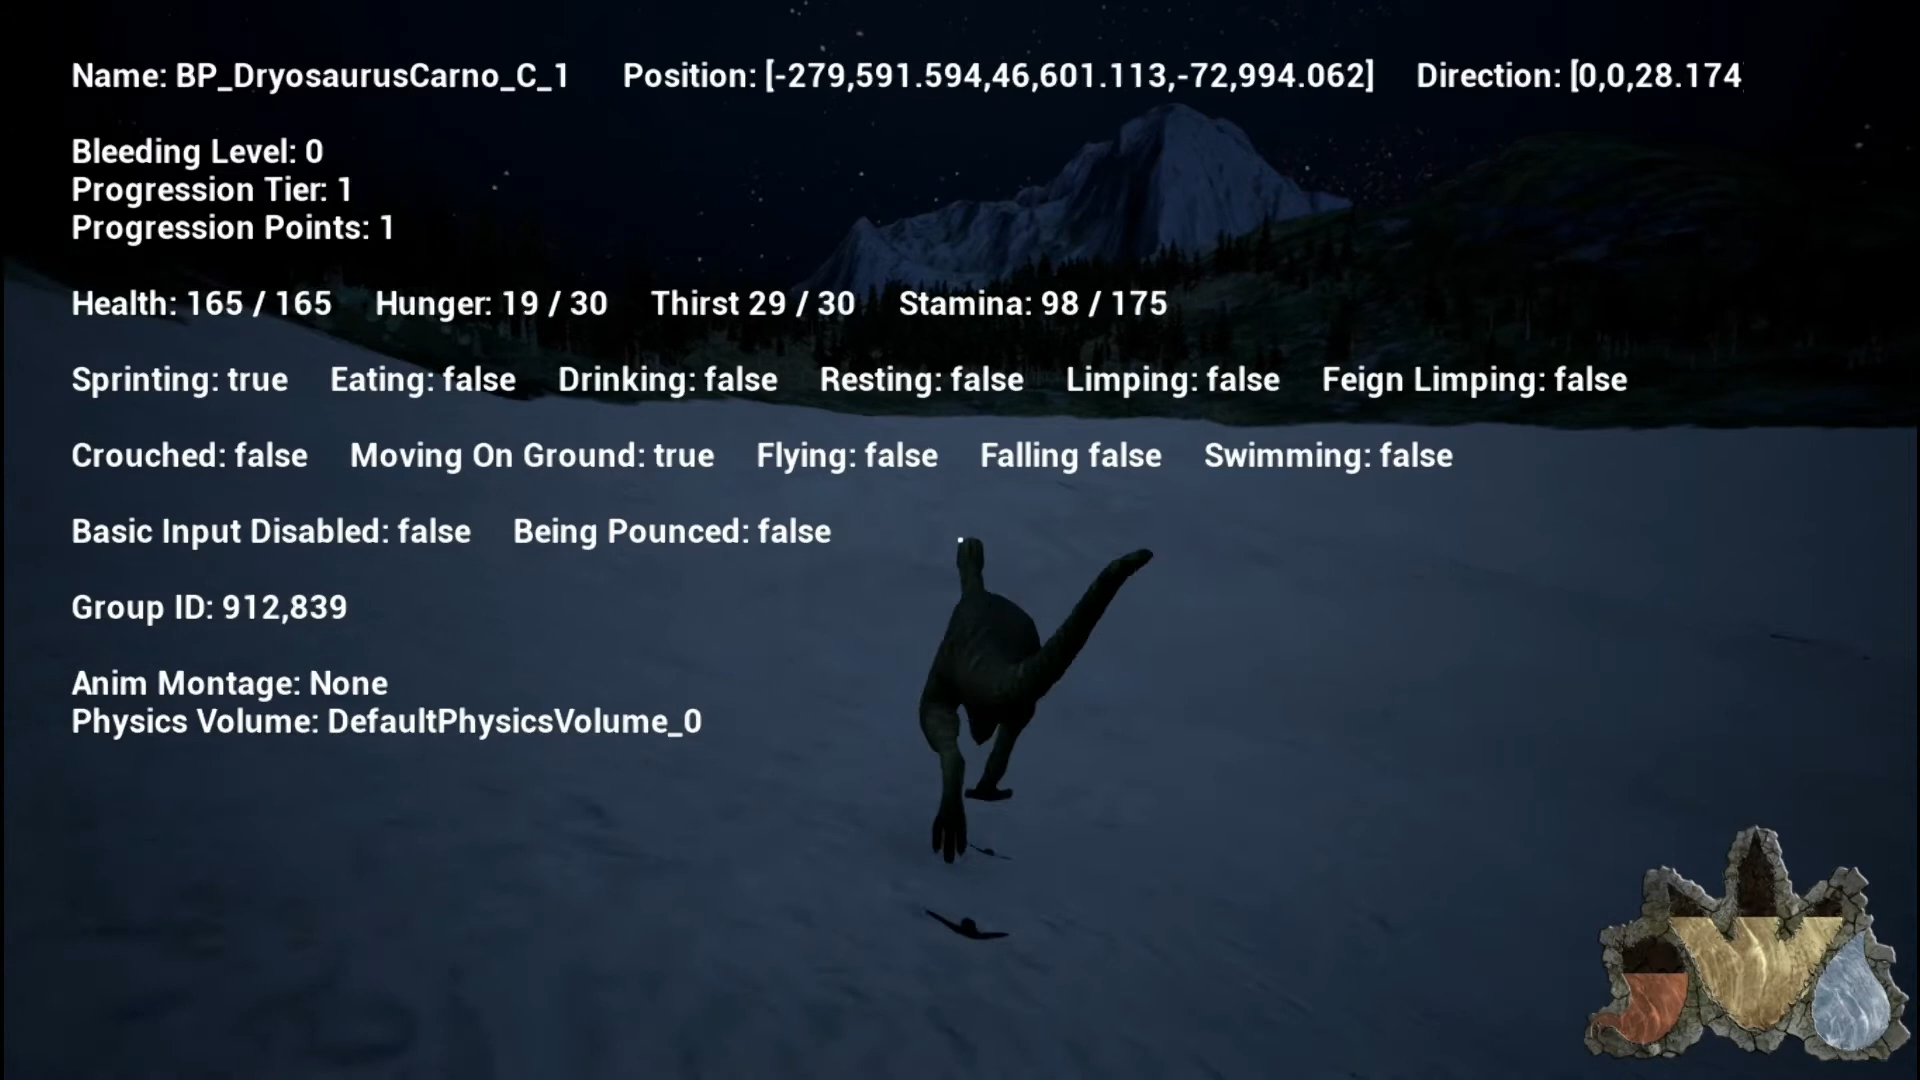 Name: BP_DryosaurusCarno_C_1 Position: [-279,591.594,46,601.113,-72,994.062] Direction: [0,0,28.174
Bleeding Level: 0
Progression Tier: 1
Progression Points: 1
Health: 165 / 165 Hunger: 19 / 30 Thirst 29 / 30 Stamina: 98 / 175
Sprinting: true Eating: false Drinking: false Resting: false Limping: false Feign Limping: false
Crouched: false Moving On Ground: true Flying: false Falling false Swimming: false
Basic Input Disabled: false Being Pounced: false
Group ID: 912,839
Anim Montage: None
Physics Volume: DefaultPhysicsVolume_0